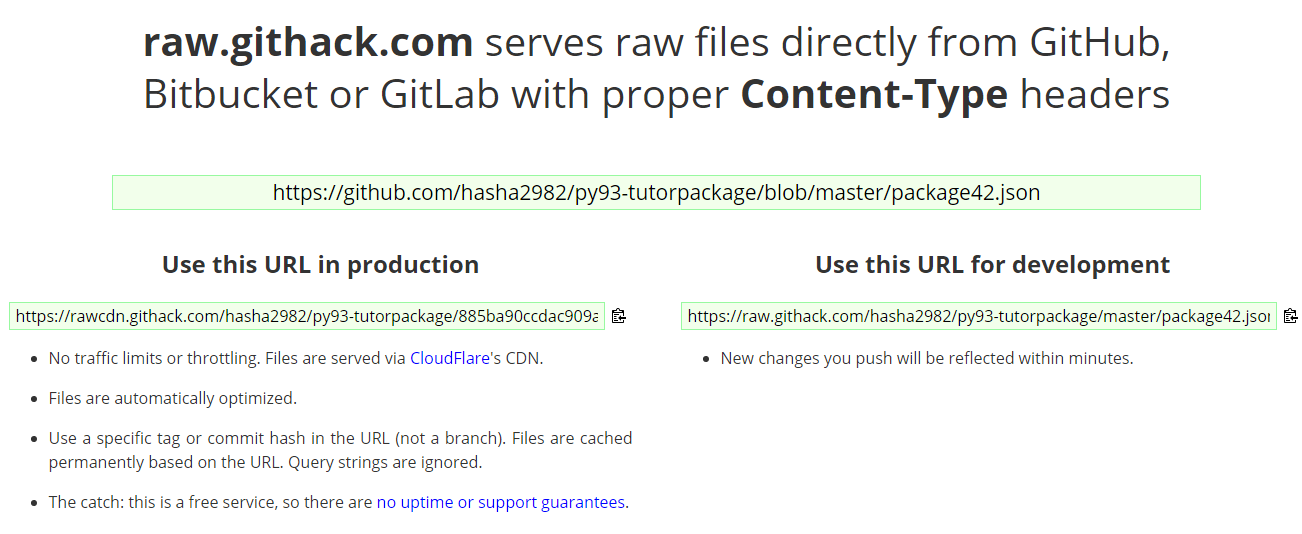 raw.githack.com serves raw files directly from GitHub,
Bitbucket or GitLab with proper Content-Type headers
https://github.com/hasha2982/py93-tutorpackage/blob/master/package42.json
Use this URL in production
https://rawcdn.githack.com/hasha2982/py93-tutorpackage/885ba90ccdac909a
No traffic limits or throttling. Files are served via CloudFlare's CDN.
Files are automatically optimized.
Use a specific tag or commit hash in the URL (not a branch). Files are cached
permanently based on the URL. Query strings are ignored.
The catch: this is a free service, so there are no uptime or support guarantees.
Use this URL for development
https://raw.githack.com/hasha2982/py93-tutorpackage/master/package42.json
New changes you push will be reflected within minutes.